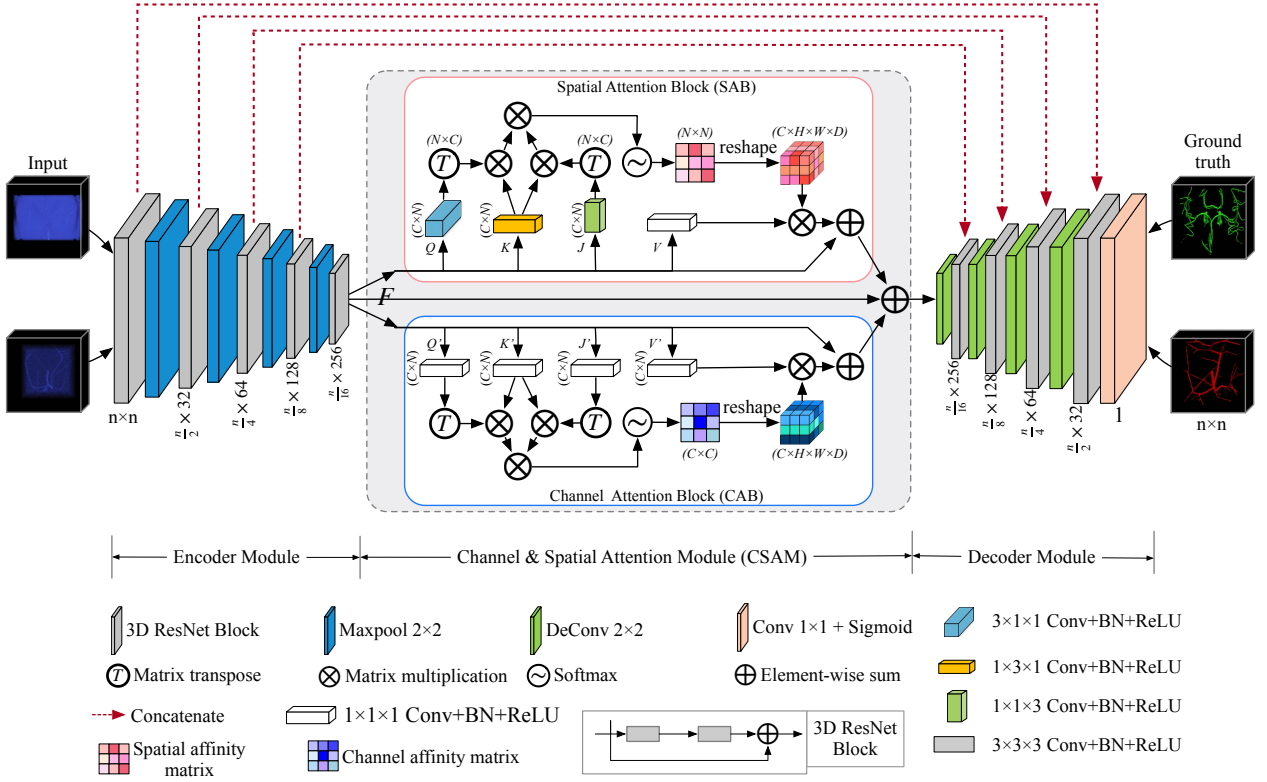 Spatial Attention Block (SAB)
Input
Ground
truth
(N×C)
(N×C)
(N×N)
(C×H×W×D)
T
T
~
reshape
(C×N)
(C×N)
(C×N)
(C×N)
Q
K
J
V
F
Q'
K'
J'
V'
(C×N)
(C×N)
(C×N)
(C×N)
T
T
~
reshape
(C×C)
(C×H×W×D)
Channel Attention Block (CAB)
n×n
n/2 × 32
n/4 × 64
n/8 × 128
n/16 × 256
n/16 × 256
n/8 × 128
n/4 × 64
n/2 × 32
1
n×n
Encoder Module
Channel & Spatial Attention Module (CSAM)
Decoder Module
3D ResNet Block
Maxpool 2×2
DeConv 2×2
Conv 1×1 + Sigmoid
3×1×1 Conv+BN+ReLU
T Matrix transpose
Matrix multiplication
~ Softmax
Element-wise sum
1×3×1 Conv+BN+ReLU
Concatenate
1×1×1 Conv+BN+ReLU
1×1×3 Conv+BN+ReLU
Spatial affinity
matrix
Channel affinity matrix
3D ResNet
Block
3×3×3 Conv+BN+ReLU